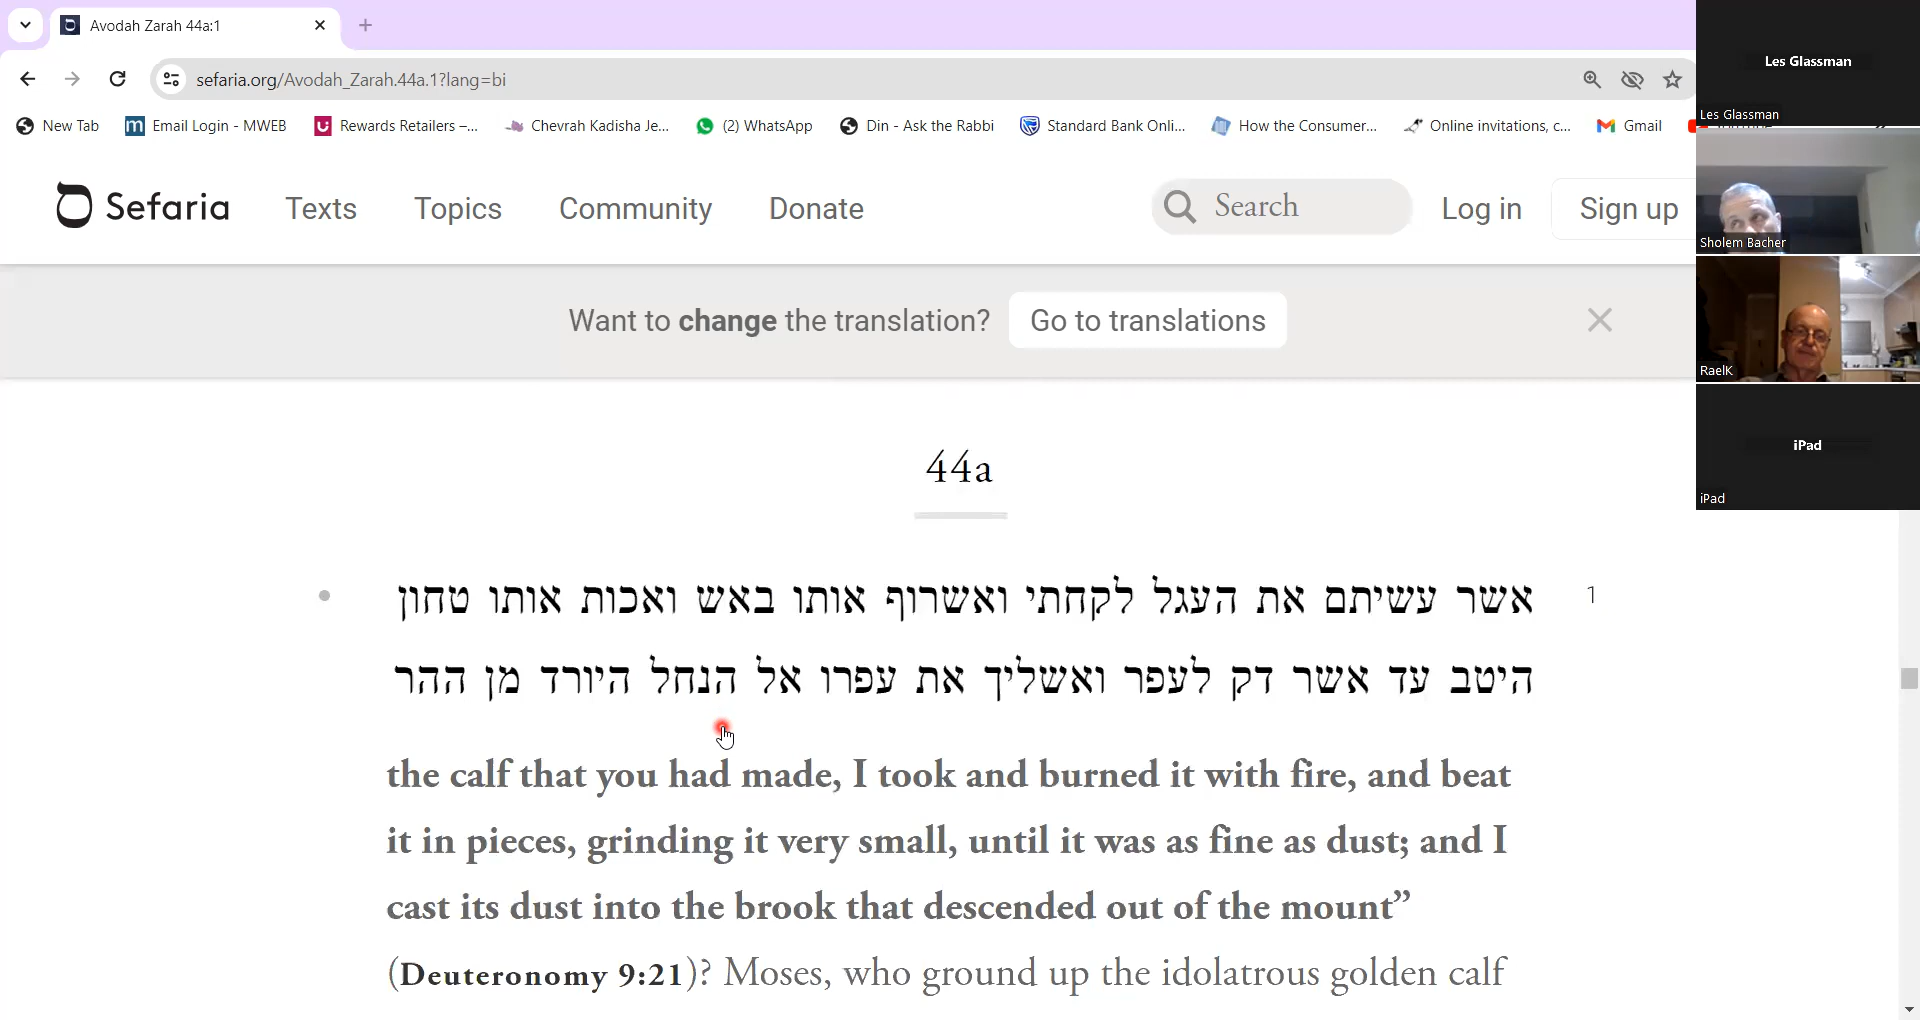 Avodah Zarah 44a:1
sefaria.org/Avodah_Zarah.44a.1?lang=bi
New Tab
Email Login - MWEB
Rewards Retailers –...
Chevrah Kadisha Je...
(2) WhatsApp
Din - Ask the Rabbi
Standard Bank Onli...
How the Consumer...
Online invitations, c...
Gmail
Sefaria
Texts
Topics
Community
Donate
Search
Log in
Sign up
Les Glassman
Les Glassman
Sholem Bacher
RaelK
iPad
iPad
Want to change the translation?
Go to translations
44a
1
אשר עשיתם את העגל לקחתי ואשרוף אותו באש ואכות אותו טחון
היטב עד אשר דק לעפר ואשליך את עפרו אל הנחל היורד מן ההר
the calf that you had made, I took and burned it with fire, and beat
it in pieces, grinding it very small, until it was as fine as dust; and I
cast its dust into the brook that descended out of the mount”
(Deuteronomy 9:21)? Moses, who ground up the idolatrous golden calf